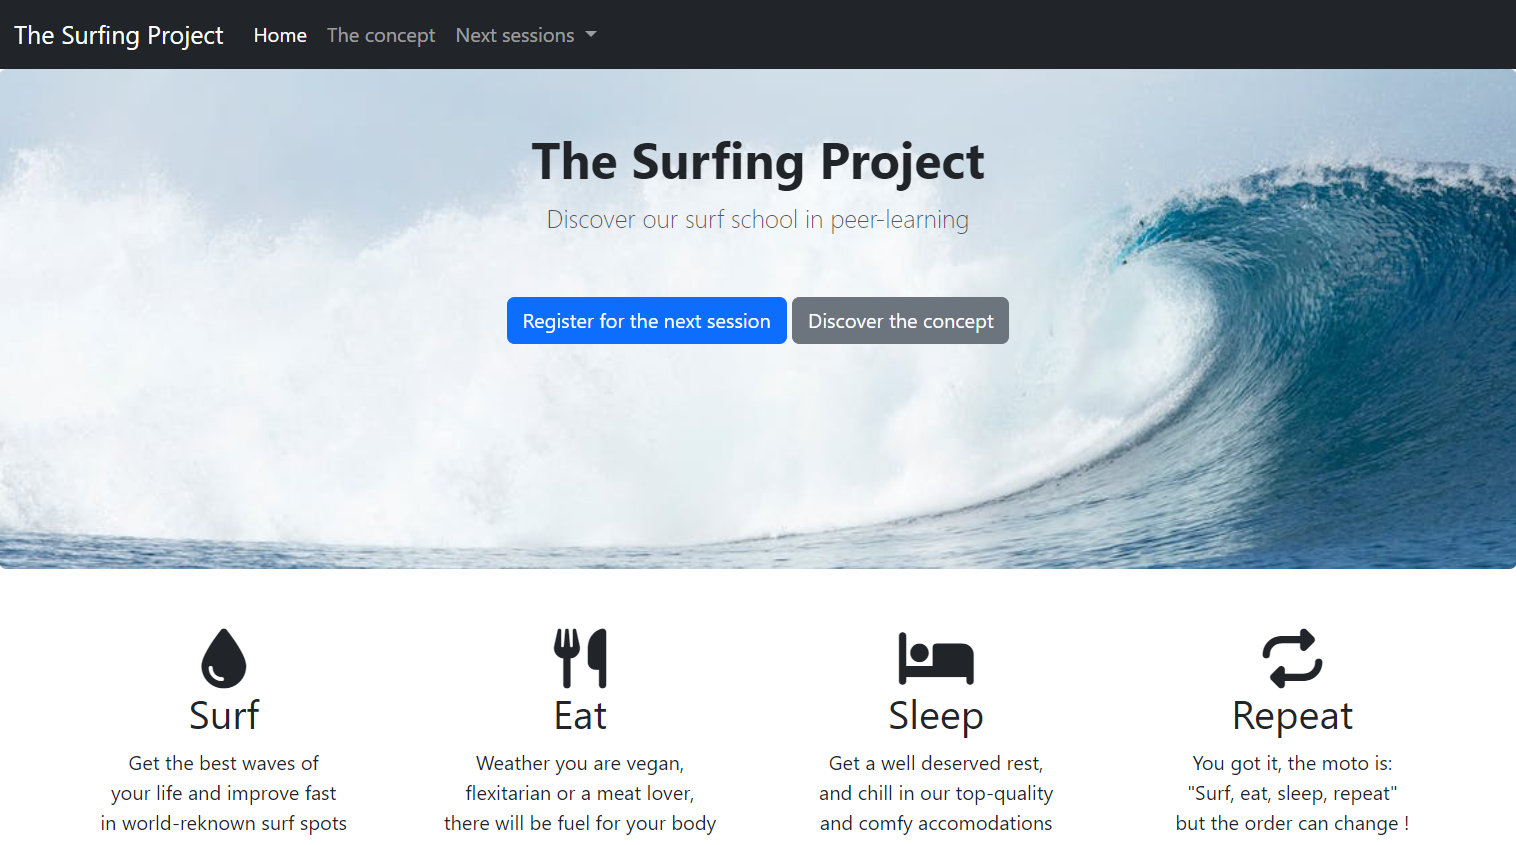 The Surfing Project Home The concept Next sessions
The Surfing Project
Discover our surf school in peer-learning
Register for the next session Discover the concept
Surf
Get the best waves of
your life and improve fast
in world-reknown surf spots
Eat
Weather you are vegan,
flexitarian or a meat lover,
there will be fuel for your body
Sleep
Get a well deserved rest,
and chill in our top-quality
and comfy accomodations
Repeat
You got it, the moto is:
"Surf, eat, sleep, repeat"
but the order can change !